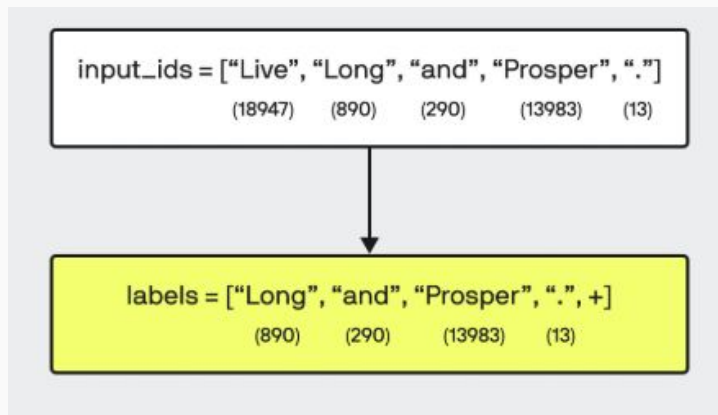 input_ids = [“Live”, “Long”, “and”, “Prosper”, “.”]
(18947) (890) (290) (13983) (13)
labels = [“Long”, “and”, “Prosper”, “.”, +]
(890) (290) (13983) (13)